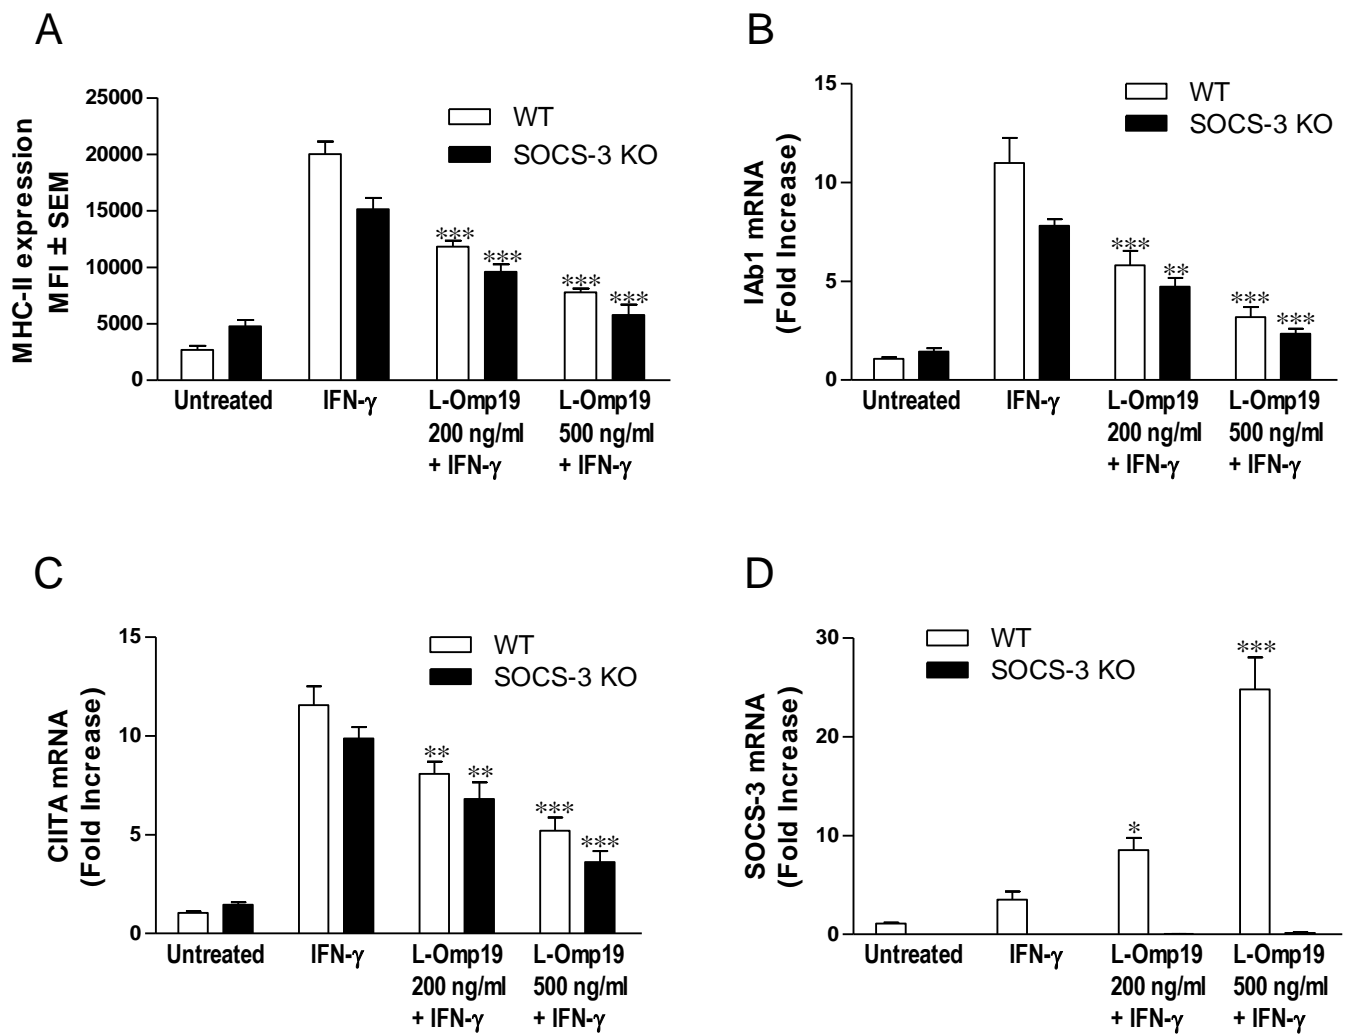 A
MHC-II expression
MFI ± SEM
25000
20000
15000
10000
5000
0
WT
SOCS-3 KO
***
***
***
***
Untreated
IFN-γ
L-Omp19
200 ng/ml
+ IFN-γ
L-Omp19
500 ng/ml
+ IFN-γ
B
IAb1 mRNA
(Fold Increase)
15
10
5
0
WT
SOCS-3 KO
***
**
***
***
Untreated
IFN-γ
L-Omp19
200 ng/ml
+ IFN-γ
L-Omp19
500 ng/ml
+ IFN-γ
C
CIITA mRNA
(Fold Increase)
15
10
5
0
WT
SOCS-3 KO
**
**
***
***
Untreated
IFN-γ
L-Omp19
200 ng/ml
+ IFN-γ
L-Omp19
500 ng/ml
+ IFN-γ
D
SOCS-3 mRNA
(Fold Increase)
30
20
10
0
WT
SOCS-3 KO
*
***
Untreated
IFN-γ
L-Omp19
200 ng/ml
+ IFN-γ
L-Omp19
500 ng/ml
+ IFN-γ